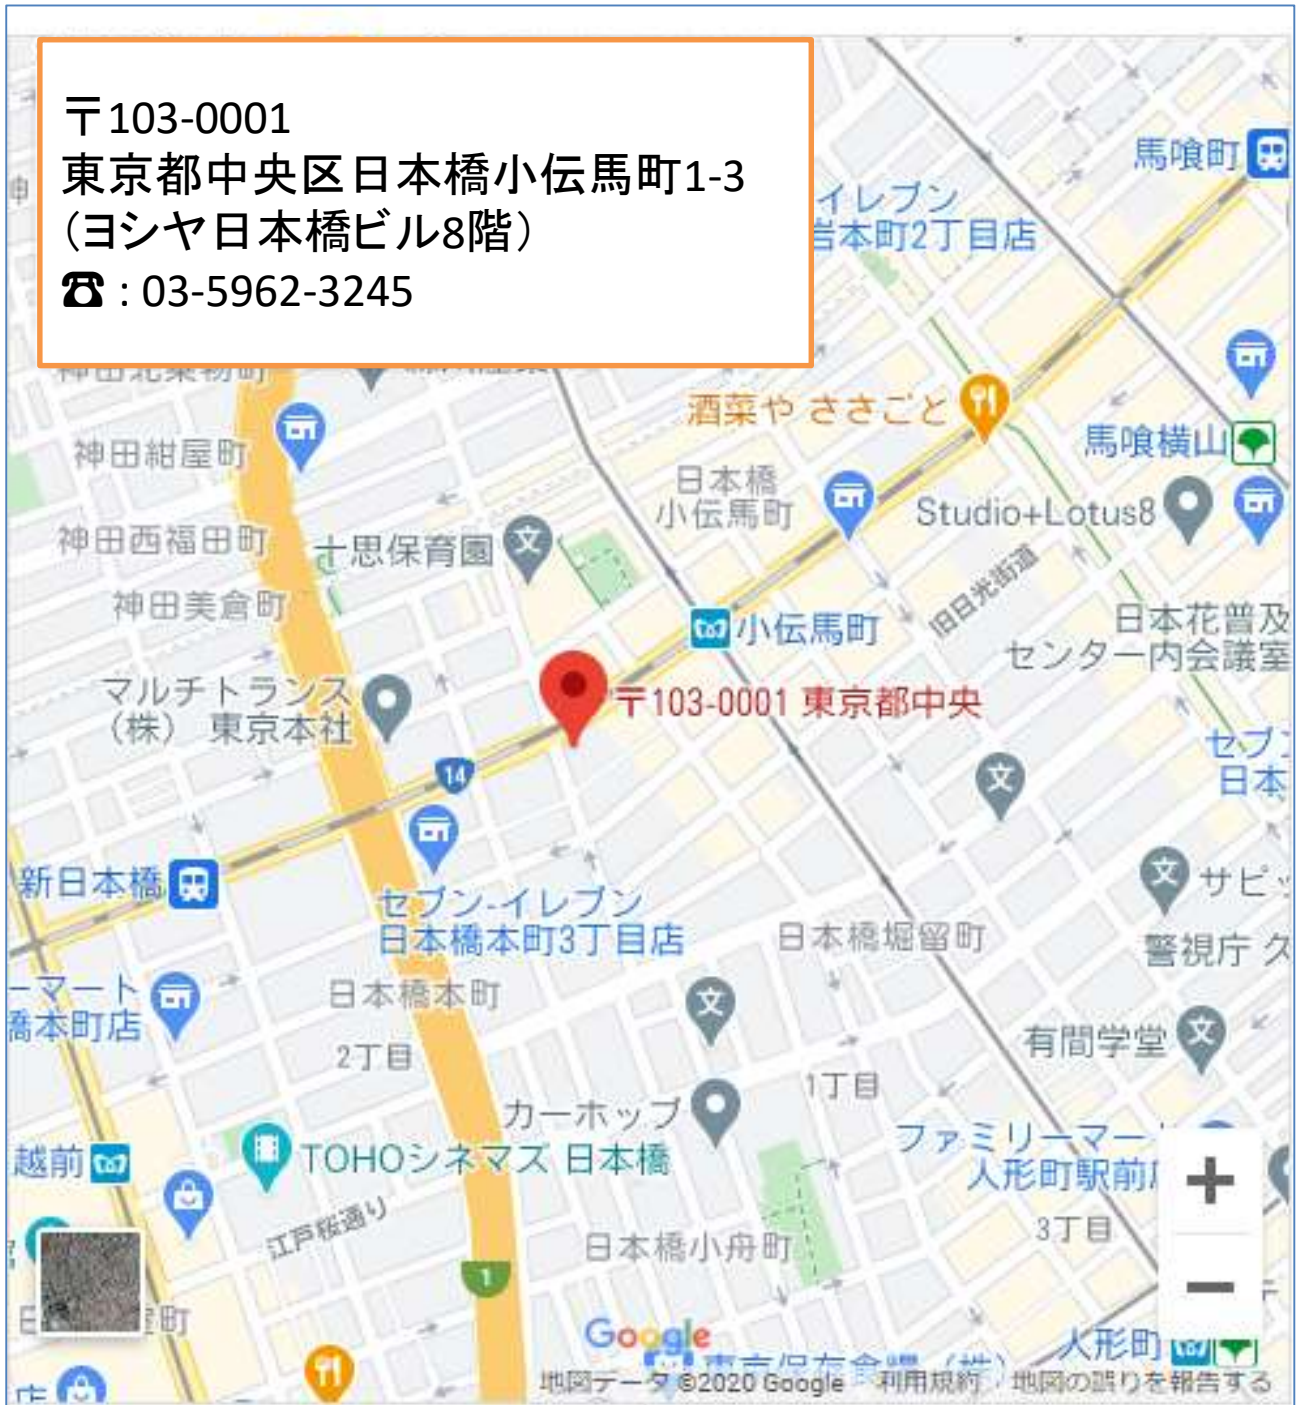 〒103-0001
東京都中央区日本橋小伝馬町1-3
（ヨシヤ日本橋ビル8階）
☎ : 03-5962-3245
馬喰町
イレブン
岩本町2丁目店
酒菜や ささごと
馬喰横山
神田紺屋町
日本橋
小伝馬町
Studio+Lotus8
神田西福田町
十思保育園
旧日光街道
神田美倉町
小伝馬町
日本花普及
センター内会議室
マルチトランス
（株） 東京本社
〒103-0001 東京都中央
セブ
日本
14
新日本橋
セブン-イレブン
日本橋本町3丁目店
サピッ
日本橋堀留町
警視庁 久
ーマート
橋本町店
日本橋本町
2丁目
有間学堂
1丁目
カーホップ
ファミリーマー
人形町駅前
越前
TOHOシネマズ 日本橋
3丁目
江戸桜通り
日本橋小舟町
1
町
Google
人形町
店
地図データ ©2020 Google 利用規約 地図の誤りを報告する